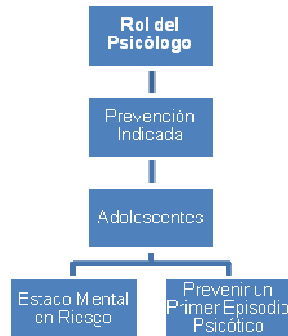 Rol del
Psicólogo
Prevención
Indicada
Adolescentes
Estado Mental
en Riesgo
Prevenir un
Primer Episodio
Psicótico